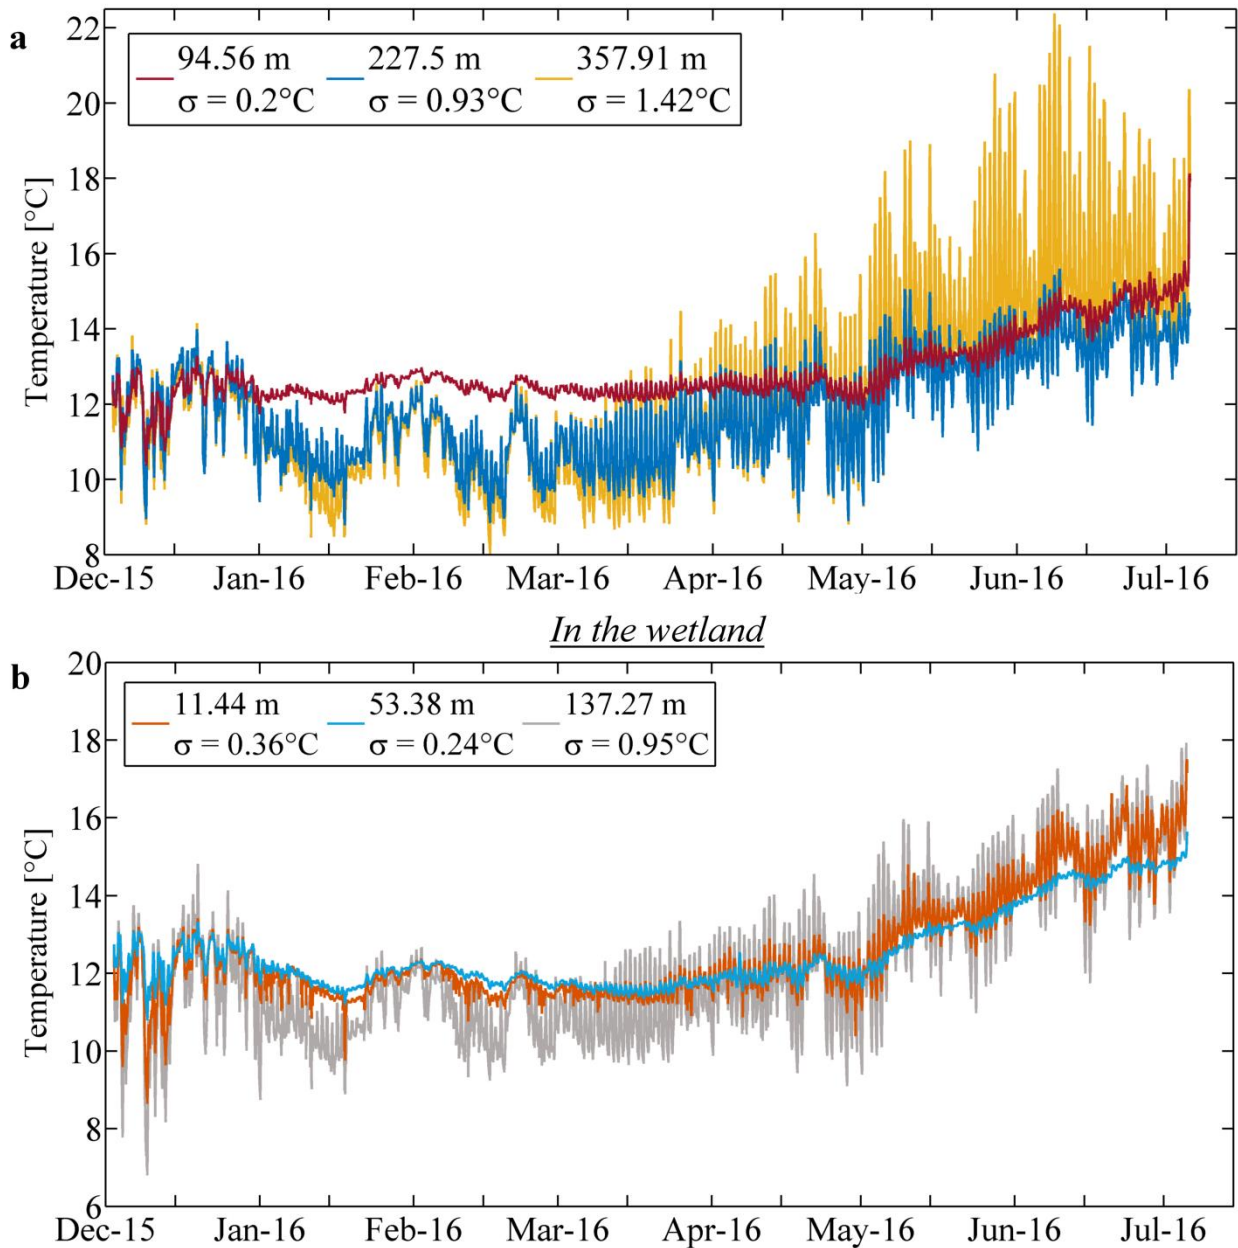 a
94.56 m 227.5 m 357.91 m
σ = 0.2°C σ = 0.93°C σ = 1.42°C
Temperature [°C]
22
20
18
16
14
12
10
8
Dec-15 Jan-16 Feb-16 Mar-16 Apr-16 May-16 Jun-16 Jul-16
In the wetland
b
11.44 m 53.38 m 137.27 m
σ = 0.36°C σ = 0.24°C σ = 0.95°C
Temperature [°C]
20
18
16
14
12
10
8
6
Dec-15 Jan-16 Feb-16 Mar-16 Apr-16 May-16 Jun-16 Jul-16